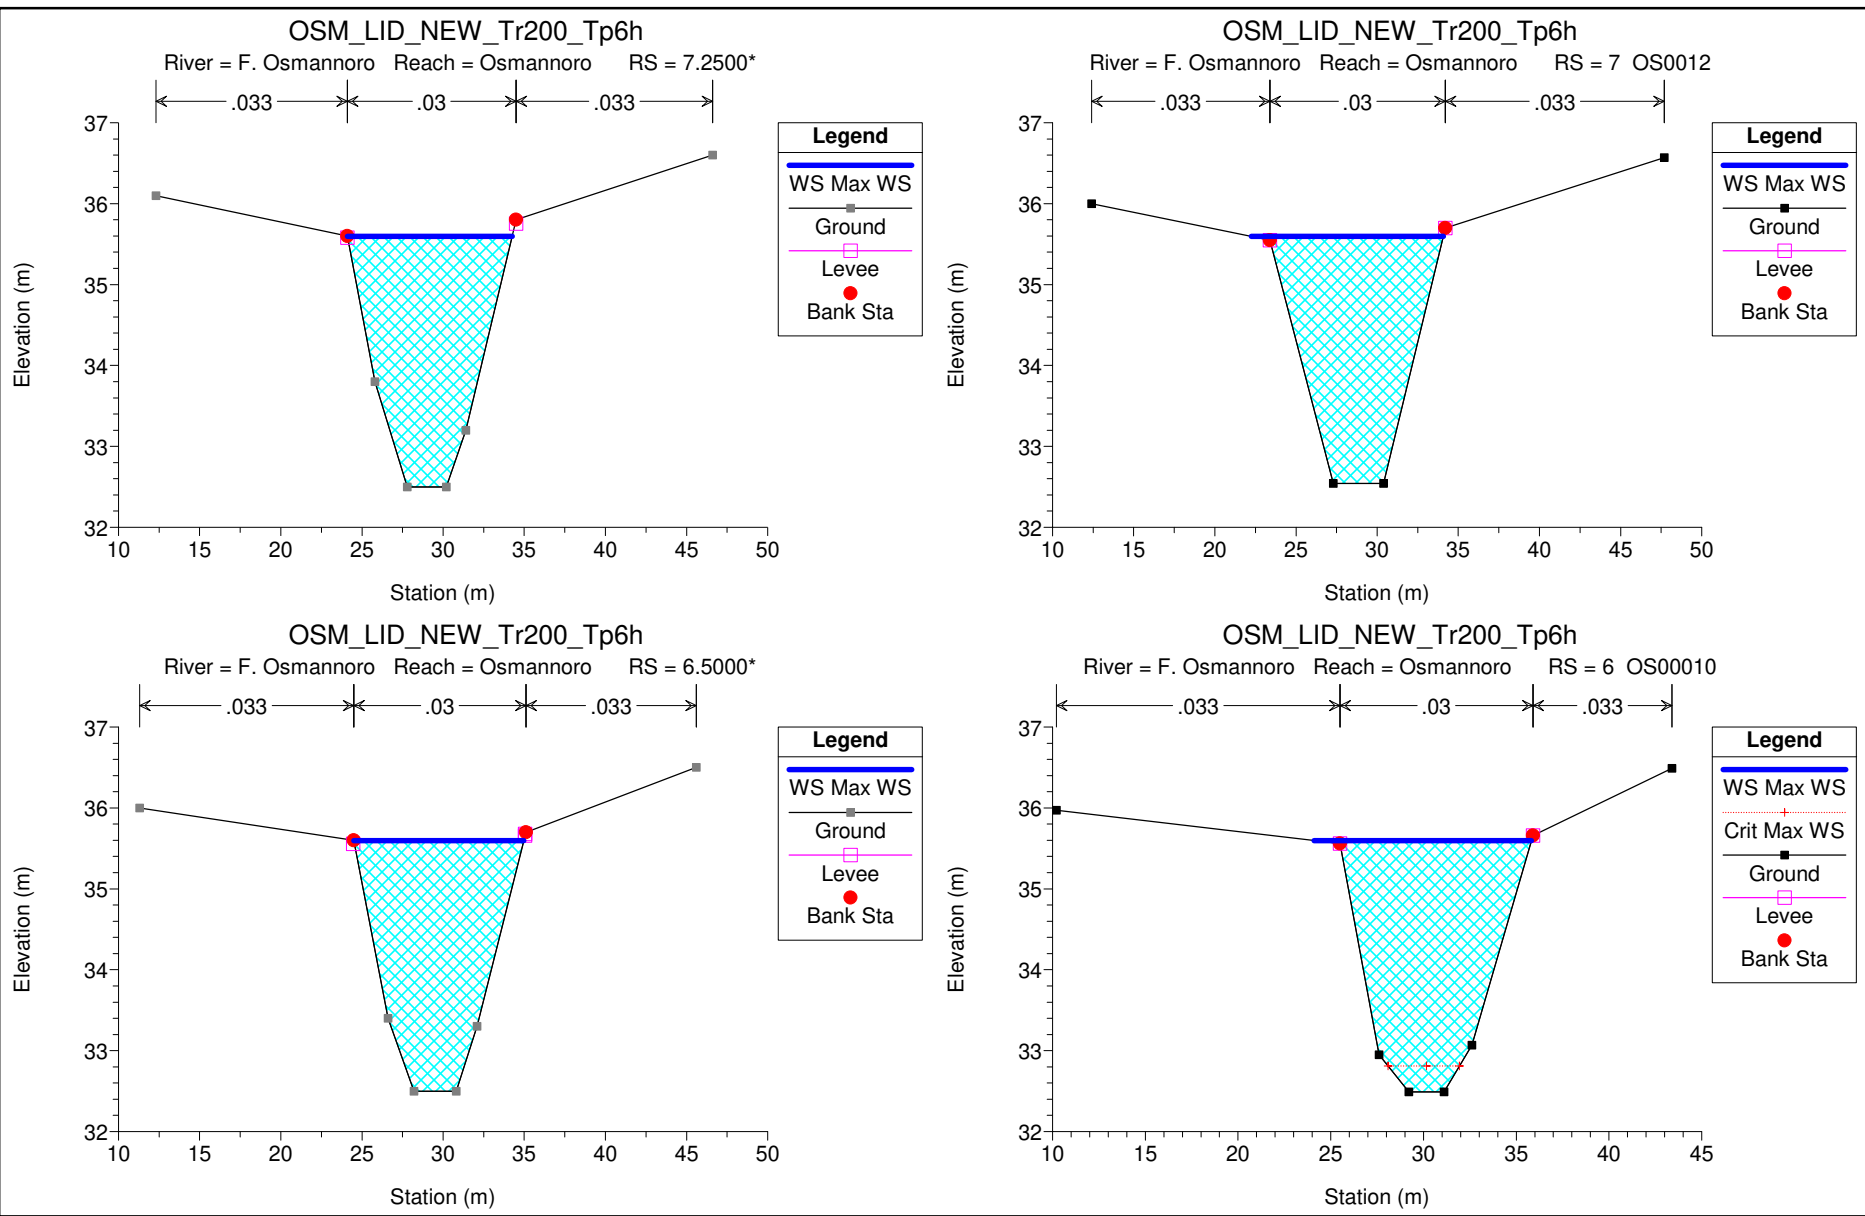 OSM_LID_NEW_Tr200_Tp6h
River = F. Osmannoro Reach = Osmannoro RS = 7.2500*
.033 .03 .033
37
36
35
34
33
32
Elevation (m)
10 15 20 25 30 35 40 45 50
Station (m)
Legend
WS Max WS
Ground
Levee
Bank Sta
OSM_LID_NEW_Tr200_Tp6h
River = F. Osmannoro Reach = Osmannoro RS = 7 OS0012
.033 .03 .033
37
36
35
34
33
32
Elevation (m)
10 15 20 25 30 35 40 45 50
Station (m)
Legend
WS Max WS
Ground
Levee
Bank Sta
OSM_LID_NEW_Tr200_Tp6h
River = F. Osmannoro Reach = Osmannoro RS = 6.5000*
.033 .03 .033
37
36
35
34
33
32
Elevation (m)
10 15 20 25 30 35 40 45 50
Station (m)
Legend
WS Max WS
Ground
Levee
Bank Sta
OSM_LID_NEW_Tr200_Tp6h
River = F. Osmannoro Reach = Osmannoro RS = 6 OS00010
.033 .03 .033
37
36
35
34
33
32
Elevation (m)
10 15 20 25 30 35 40 45
Station (m)
Legend
WS Max WS
Crit Max WS
Ground
Levee
Bank Sta